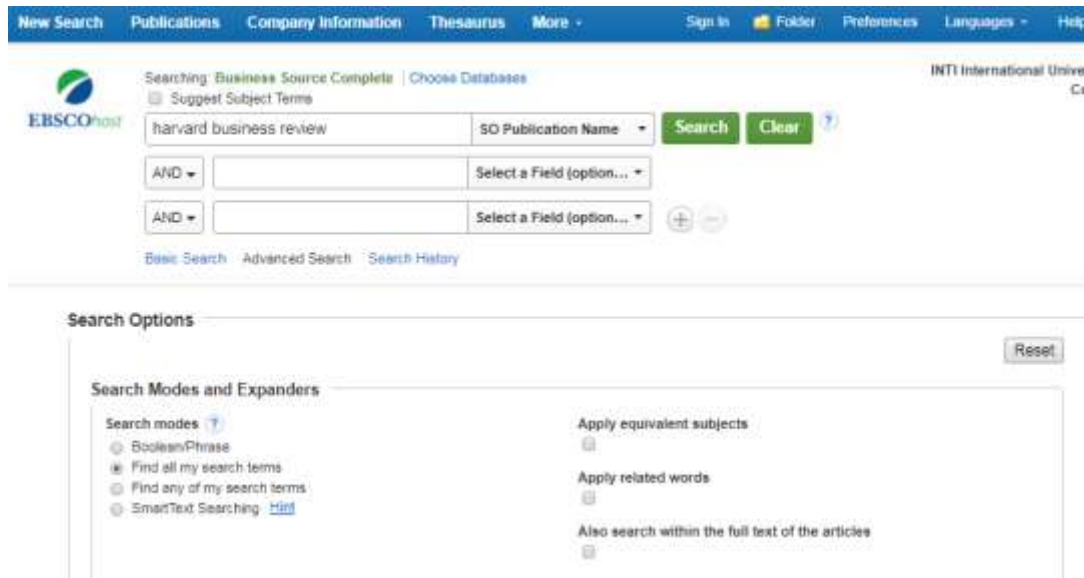 New Search Publications Company Information Thesaurus More Sign In Folder Preferences Languages Help
Searching: Business Source Complete | Choose Databases
INTI International Unive
Suggest Subject Terms
EBSCOhost
harvard business review SO Publication Name Search Clear ?
AND Select a Field (option...
AND Select a Field (option...
Basic Search Advanced Search Search History
Search Options
Reset
Search Modes and Expanders
Search modes ?
Boolean/Phrase
Find all my search terms
Find any of my search terms
SmartText Searching Hint
Apply equivalent subjects
Apply related words
Also search within the full text of the articles